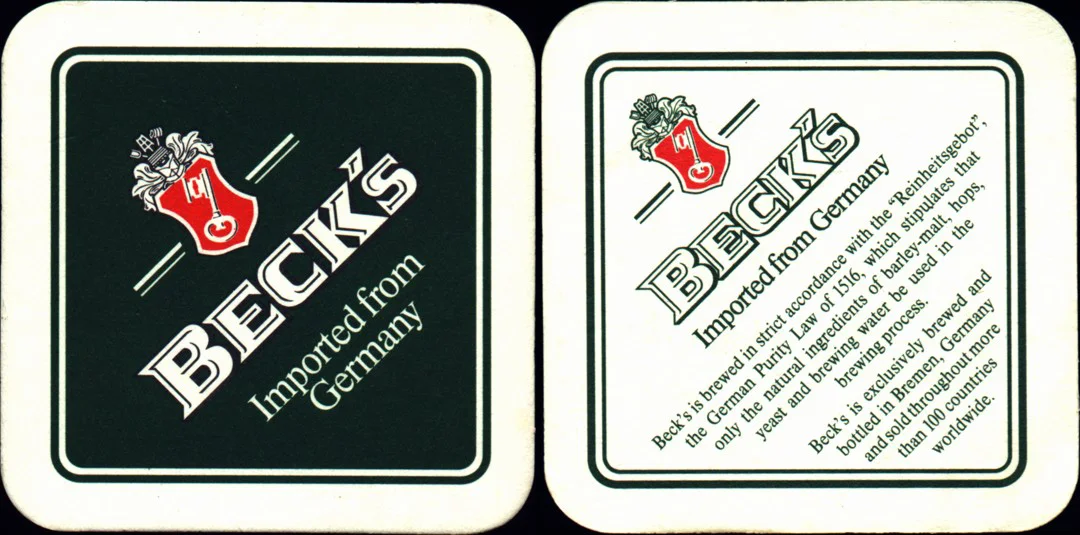 BECK'S
Imported from
Germany
BECK'S
Imported from Germany
Beck's is brewed in strict accordance with the "Reinheitsgebot",
the German Purity Law of 1516, which stipulates that
only the natural ingredients of barley-malt, hops,
yeast and brewing water be used in the
brewing process.
Beck's is exclusively brewed and
bottled in Bremen, Germany
and sold throughout more
than 100 countries
worldwide.